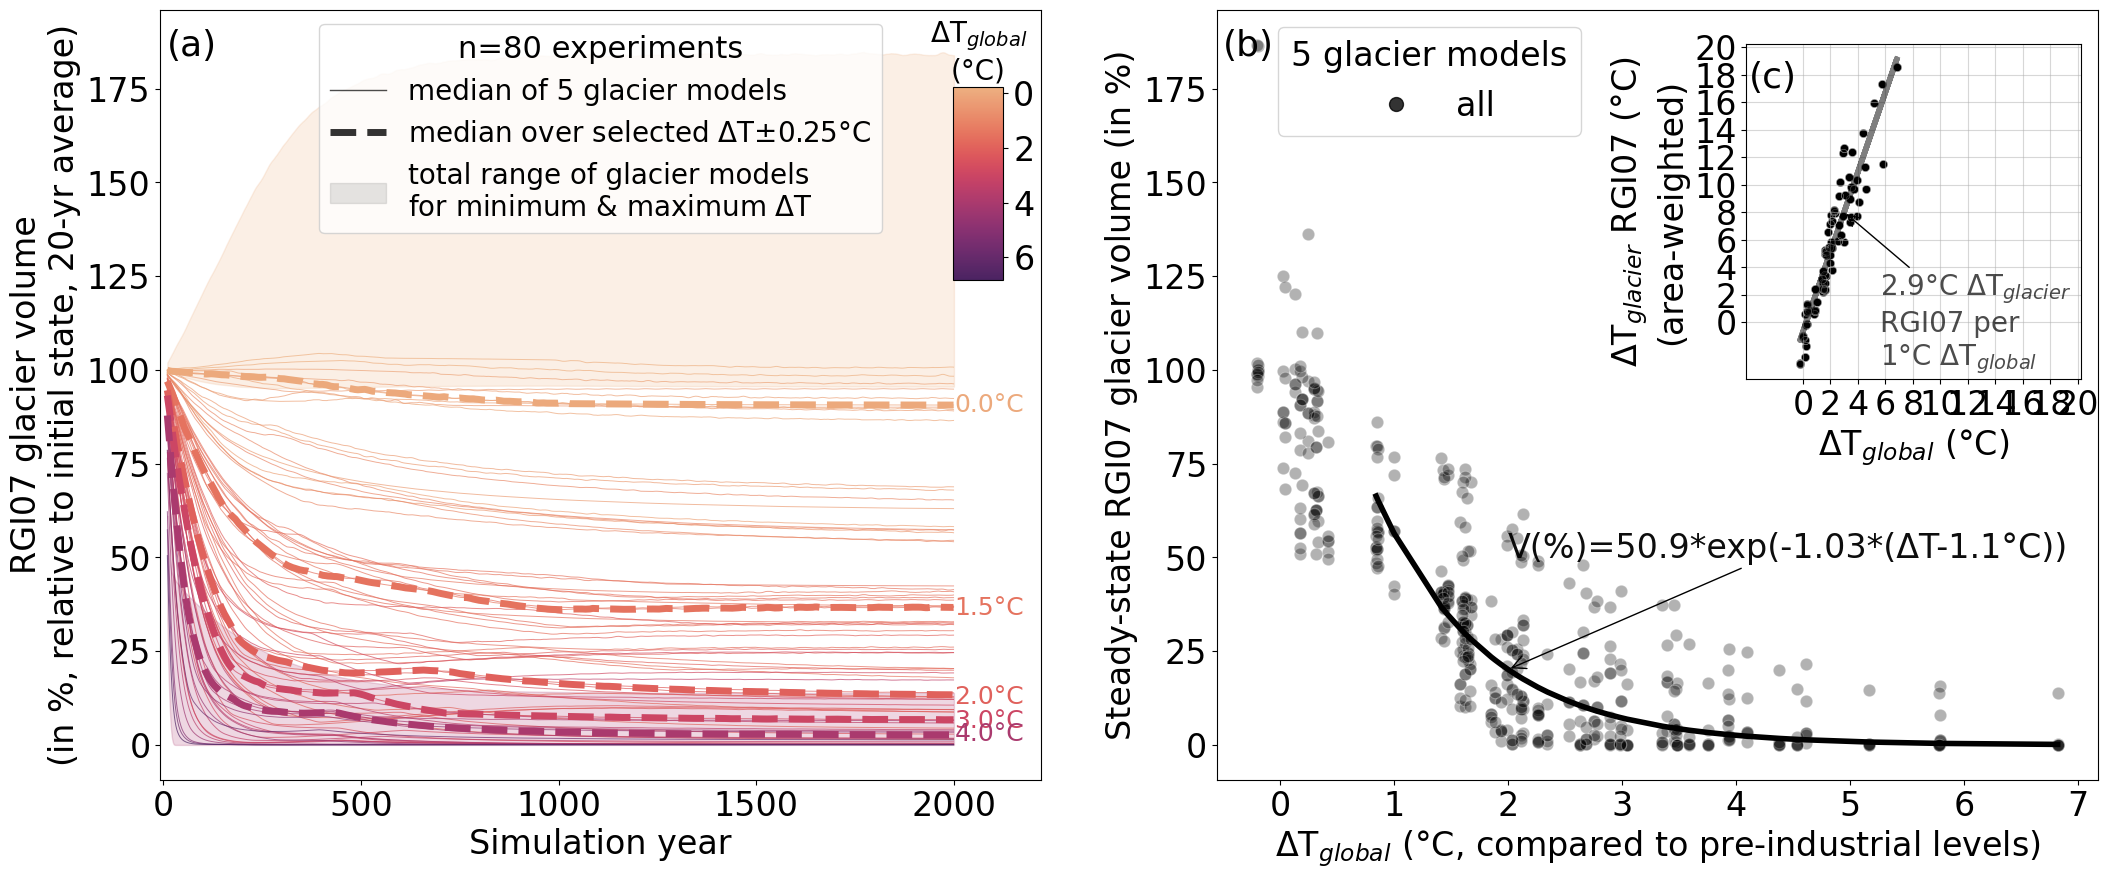 (a)
n=80 experiments
median of 5 glacier models
median over selected ΔT±0.25°C
total range of glacier models
for minimum & maximum ΔT
ΔTglobal
(°C)
0
2
4
6
RGI07 glacier volume
(in %, relative to initial state, 20-yr average)
175
150
125
100
75
50
25
0
0.0°C
1.5°C
2.0°C
3.0°C
4.0°C
0 500 1000 1500 2000
Simulation year
(b)
5 glacier models
all
Steady-state RGI07 glacier volume (in %)
175
150
125
100
75
50
25
0
V(%)=50.9*exp(-1.03*(ΔT-1.1°C))
0 1 2 3 4 5 6 7
ΔTglobal (°C, compared to pre-industrial levels)
(c)
ΔTglacier RGI07 (°C)
(area-weighted)
20
18
16
14
12
10
8
6
4
2
0
2.9°C ΔTglacier
RGI07 per
1°C ΔTglobal
0 2 4 6 8 10 12 14 16 18 20
ΔTglobal (°C)